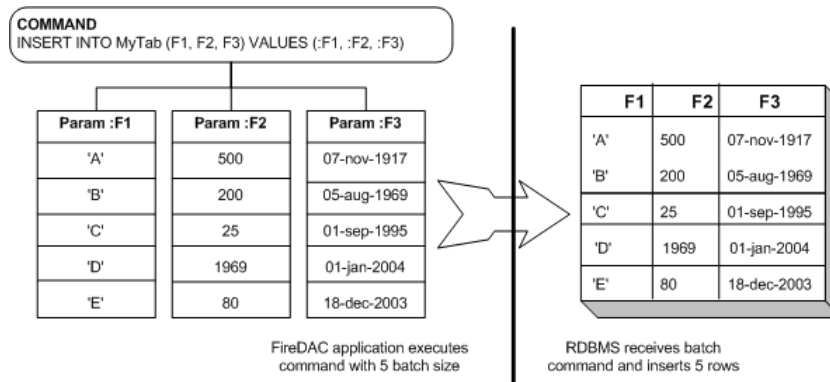 COMMAND
INSERT INTO MyTab (F1, F2, F3) VALUES (:F1, :F2, :F3)
Param :F1 Param :F2 Param :F3
'A' 500 07-nov-1917
'B' 200 05-aug-1969
'C' 25 01-sep-1995
'D' 1969 01-jan-2004
'E' 80 18-dec-2003
FireDAC application executes
command with 5 batch size
F1 F2 F3
'A' 500 07-nov-1917
'B' 200 05-aug-1969
'C' 25 01-sep-1995
'D' 1969 01-jan-2004
'E' 80 18-dec-2003
RDBMS receives batch
command and inserts 5 rows